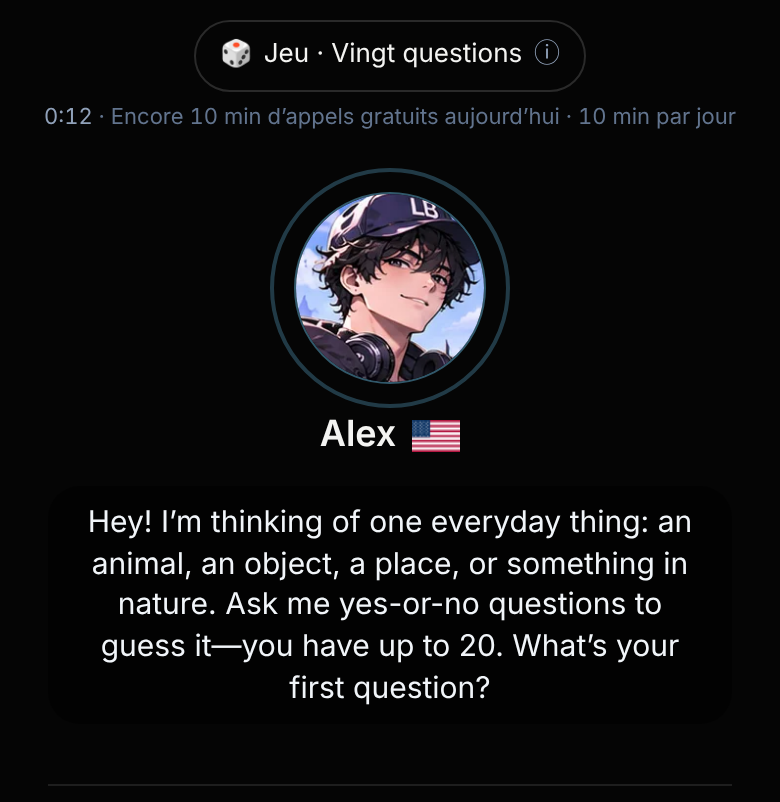 Jeu · Vingt questions ⓘ
0:12 · Encore 10 min d’appels gratuits aujourd’hui · 10 min par jour
LB
Alex
Hey! I’m thinking of one everyday thing: an
animal, an object, a place, or something in
nature. Ask me yes-or-no questions to
guess it—you have up to 20. What’s your
first question?